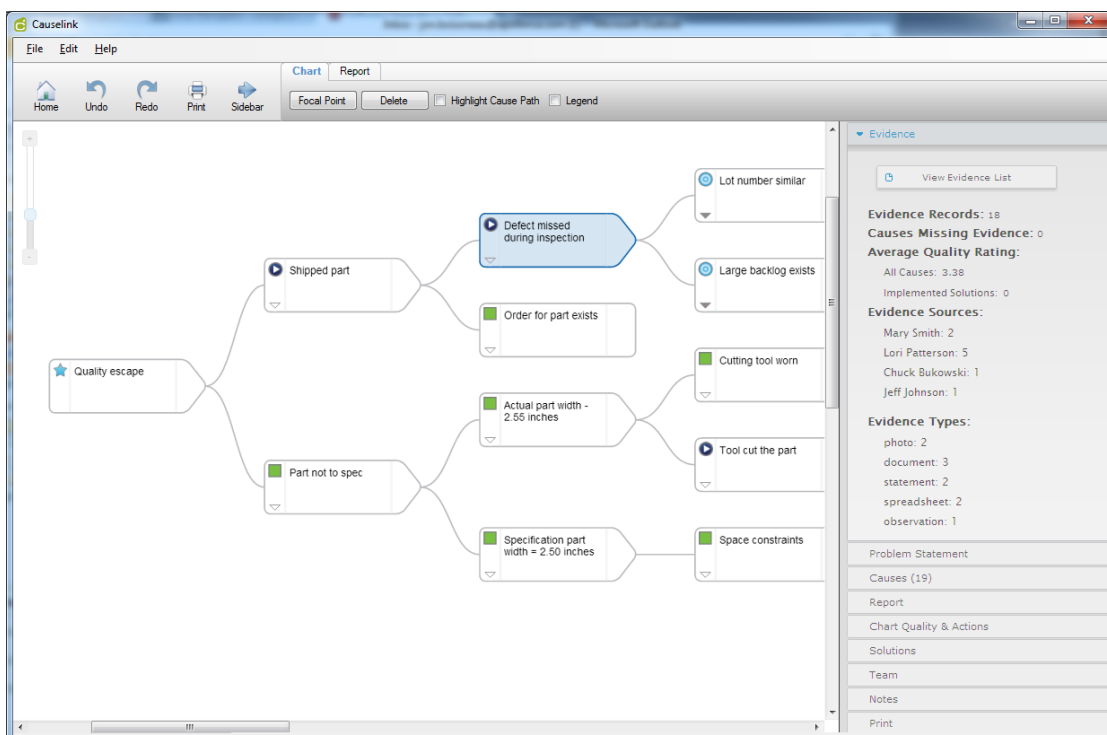 Causelink
File Edit Help
Chart Report
Home Undo Redo Print Sidebar
Focal Point Delete Highlight Cause Path Legend
Quality escape
Shipped part
Part not to spec
Defect missed
during inspection
Order for part exists
Actual part width -
2.55 inches
Specification part
width = 2.50 inches
Lot number similar
Large backlog exists
Cutting tool worn
Tool cut the part
Space constraints
Evidence
View Evidence List
Evidence Records: 18
Causes Missing Evidence: 0
Average Quality Rating:
All Causes: 3.38
Implemented Solutions: 0
Evidence Sources:
Mary Smith: 2
Lori Patterson: 5
Chuck Bukowski: 1
Jeff Johnson: 1
Evidence Types:
photo: 2
document: 3
statement: 2
spreadsheet: 2
observation: 1
Problem Statement
Causes (19)
Report
Chart Quality & Actions
Solutions
Team
Notes
Print